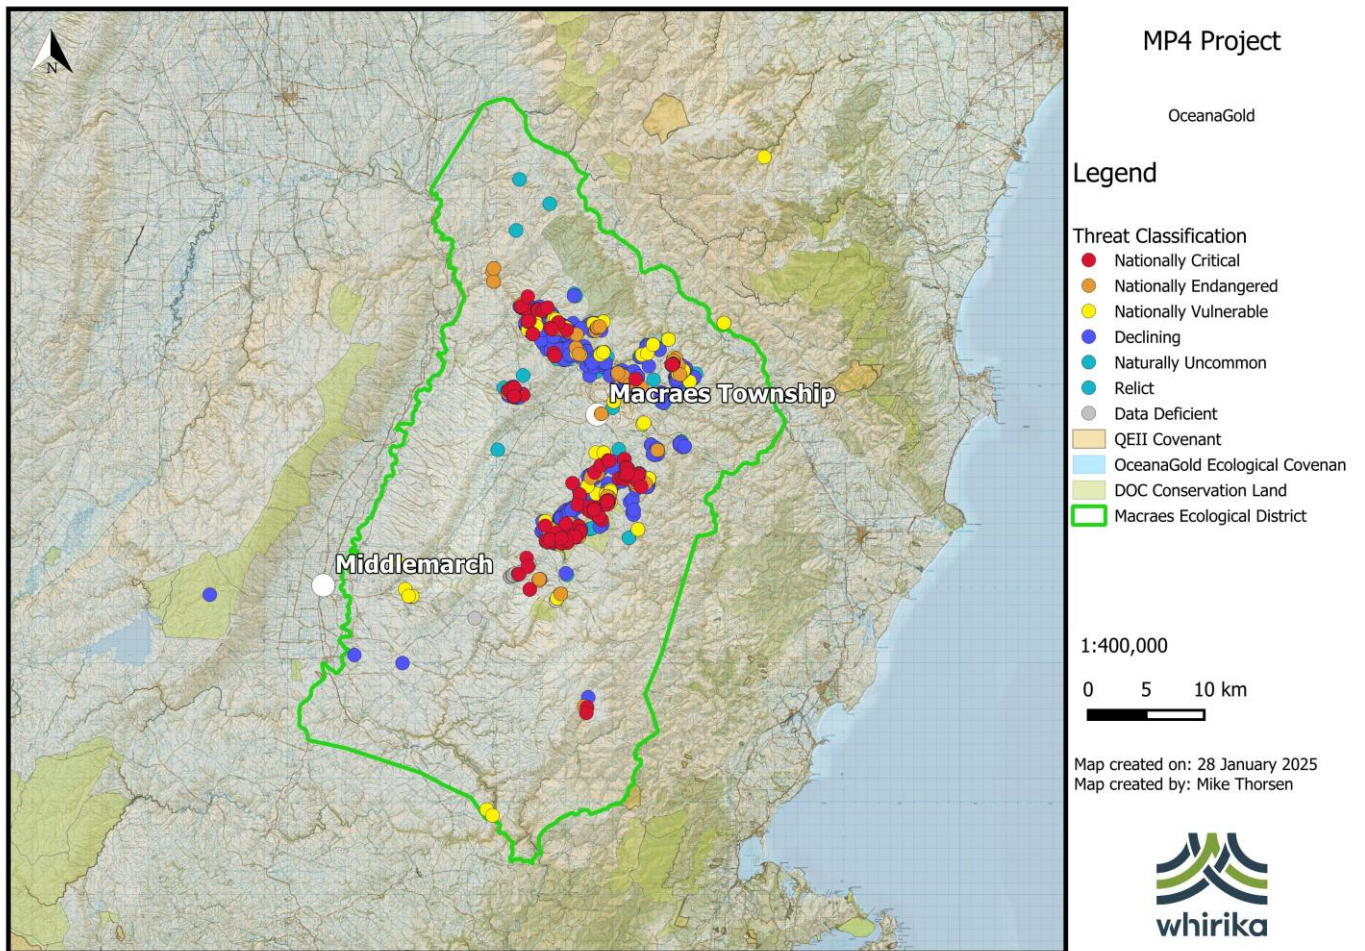 MP4 Project
OceanaGold
Legend
Threat Classification
Nationally Critical
Nationally Endangered
Nationally Vulnerable
Declining
Naturally Uncommon
Relict
Data Deficient
QEII Covenant
OceanaGold Ecological Covenan
DOC Conservation Land
Macraes Ecological District
1:400,000
0 5 10 km
Map created on: 28 January 2025
Map created by: Mike Thorsen
whirika
N
Macraes Township
Middlemarch